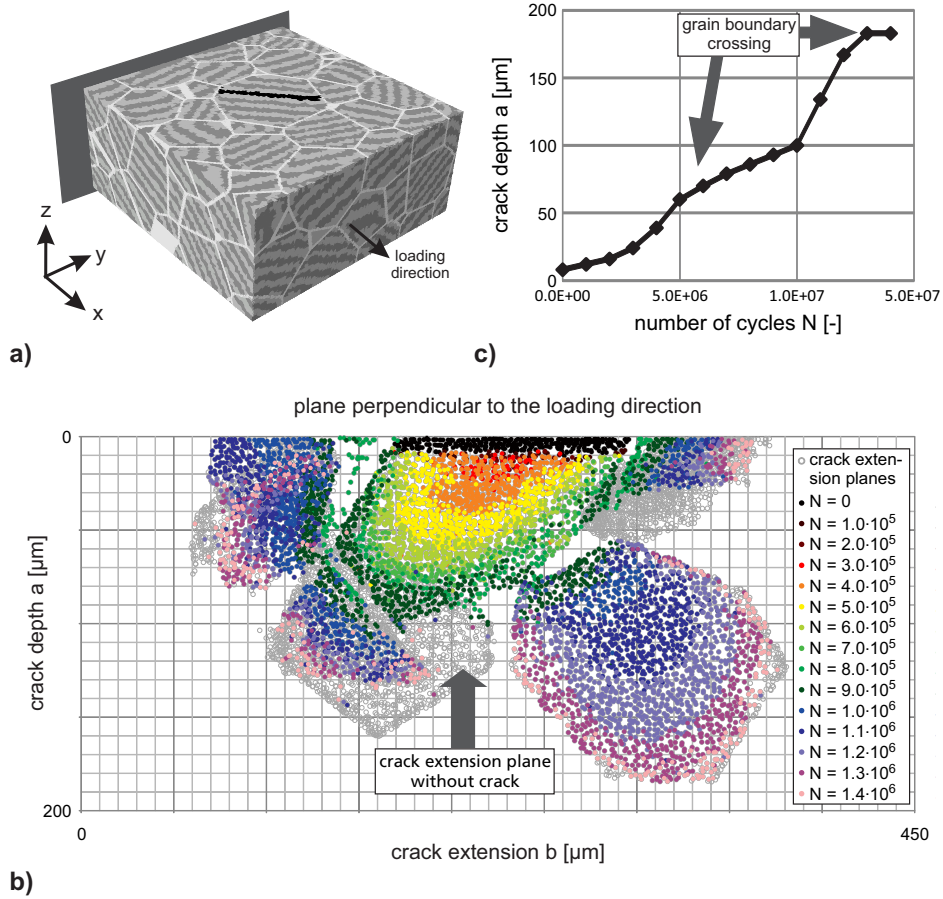 z
y
x
loading
direction
a)
200
150
100
50
0
crack depth a [µm]
grain boundary
crossing
0.0E+00
5.0E+06
1.0E+07
5.0E+07
number of cycles N [-]
c)
plane perpendicular to the loading direction
0
200
crack depth a [µm]
crack exten-
sion planes
N = 0
N = 1.0·10⁵
N = 2.0·10⁵
N = 3.0·10⁵
N = 4.0·10⁵
N = 5.0·10⁵
N = 6.0·10⁵
N = 7.0·10⁵
N = 8.0·10⁵
N = 9.0·10⁵
N = 1.0·10⁶
N = 1.1·10⁶
N = 1.2·10⁶
N = 1.3·10⁶
N = 1.4·10⁶
crack extension plane
without crack
0
450
crack extension b [µm]
b)